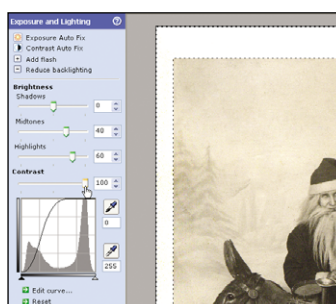 Exposure and Lighting
Exposure Auto Fix
Contrast Auto Fix
Add flash
Reduce backlighting
Brightness
Shadows
0
Midtones
40
Highlights
60
Contrast
100
0
255
Edit curve...
Reset